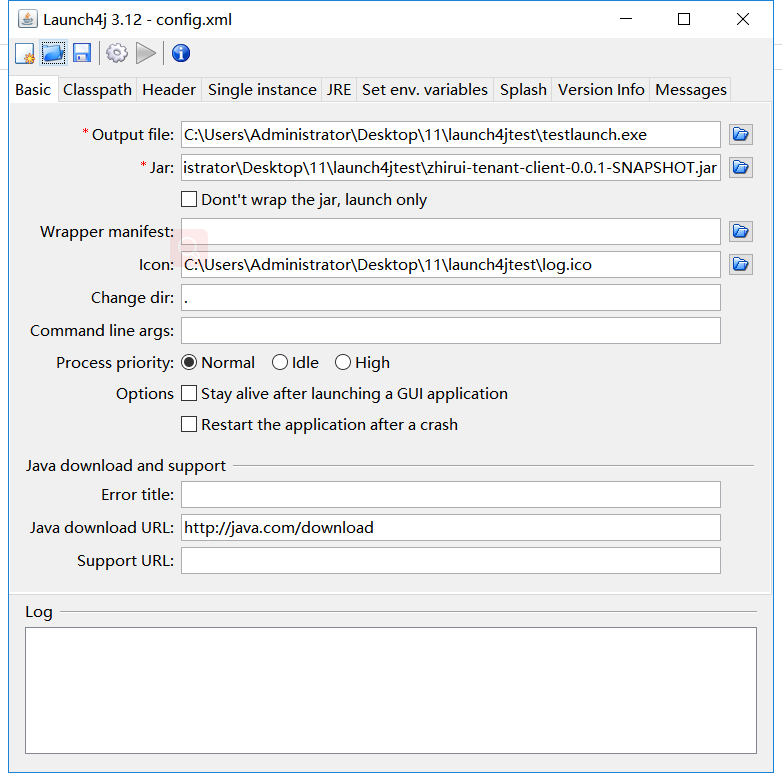 Launch4j 3.12 - config.xml
Basic Classpath Header Single instance JRE Set env. variables Splash Version Info Messages
* Output file: C:\Users\Administrator\Desktop\11\launch4jtest\testlaunch.exe
* Jar: istrator\Desktop\11\launch4jtest\zhirui-tenant-client-0.0.1-SNAPSHOT.jar
Dont't wrap the jar, launch only
Wrapper manifest:
Icon: C:\Users\Administrator\Desktop\11\launch4jtest\log.ico
Change dir: .
Command line args:
Process priority: Normal Idle High
Options Stay alive after launching a GUI application
Restart the application after a crash
Java download and support
Error title:
Java download URL: http://java.com/download
Support URL:
Log